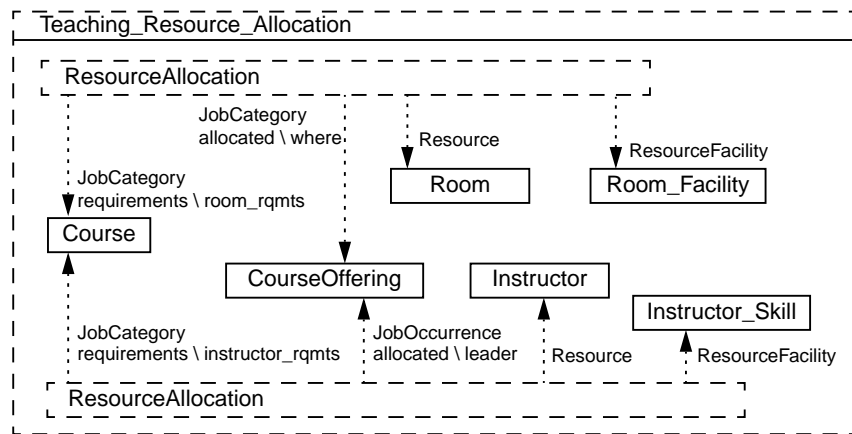 Teaching_Resource_Allocation
ResourceAllocation
JobCategory
allocated \ where
Resource
ResourceFacility
JobCategory
requirements \ room_rqmts
Room
Room_Facility
Course
CourseOffering
Instructor
Instructor_Skill
JobCategory
requirements \ instructor_rqmts
JobOccurrence
allocated \ leader
Resource
ResourceFacility
ResourceAllocation